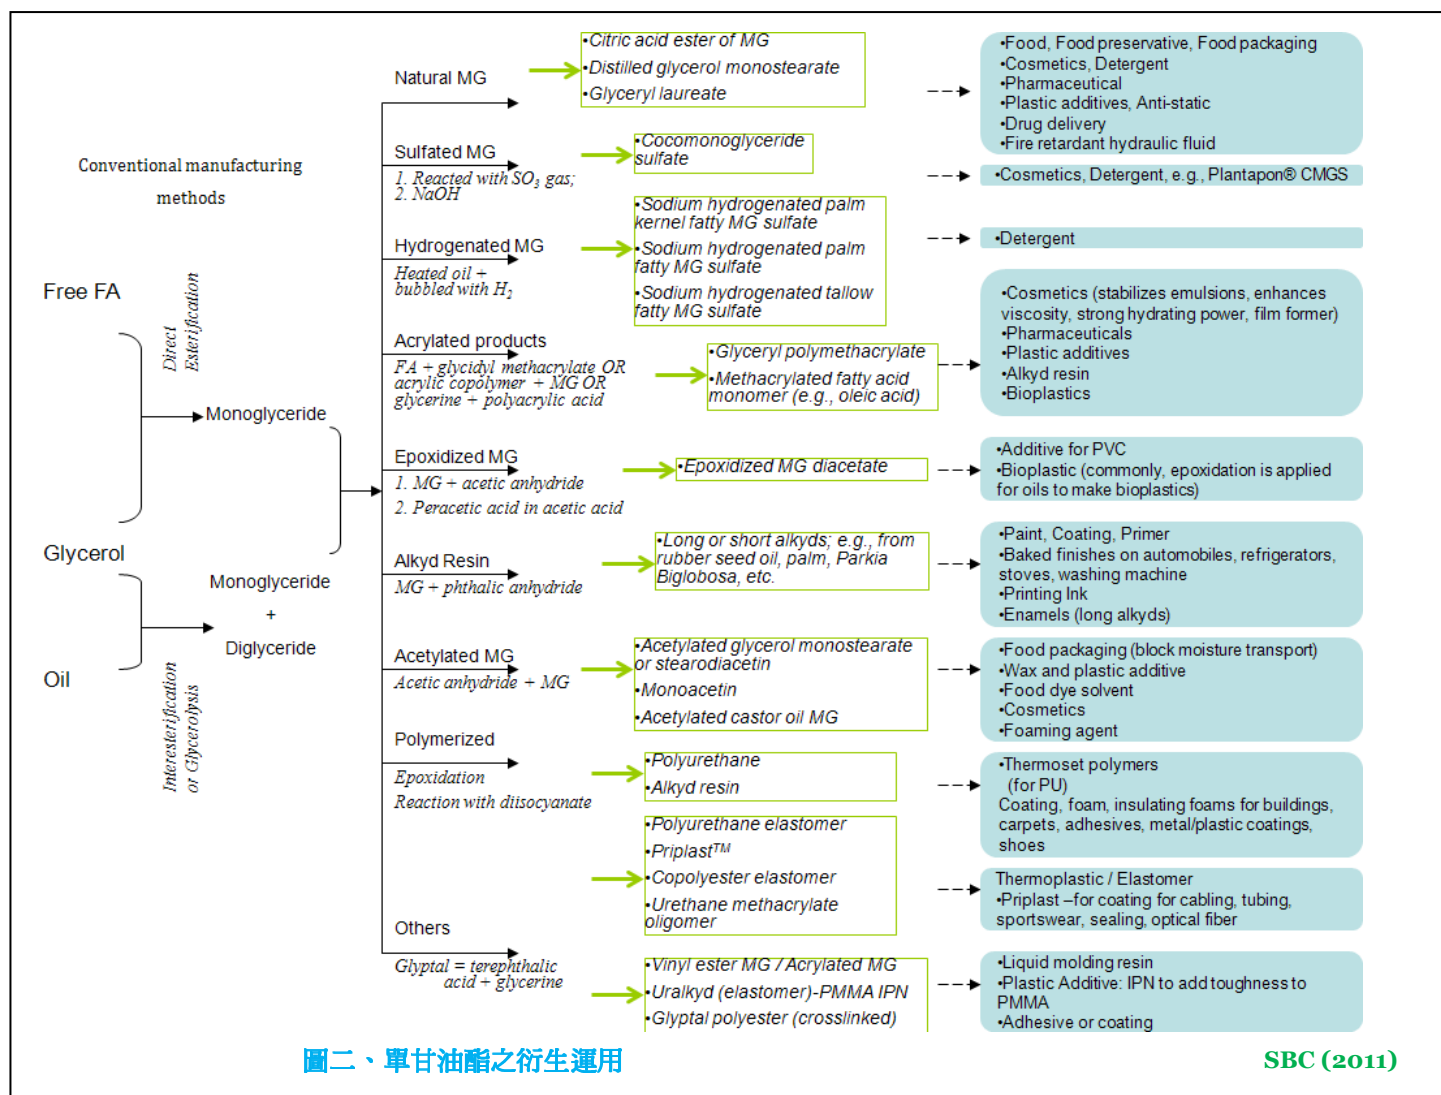 Conventional manufacturing
methods
Free FA
Direct
Esterification
Monoglyceride
Glycerol
Monoglyceride
+
Diglyceride
Oil
Interesterification
or Glycerolysis
Natural MG
•Citric acid ester of MG
•Distilled glycerol monostearate
•Glyceryl laureate
•Food, Food preservative, Food packaging
•Cosmetics, Detergent
•Pharmaceutical
•Plastic additives, Anti-static
•Drug delivery
•Fire retardant hydraulic fluid
Sulfated MG
1. Reacted with SO3 gas;
2. NaOH
•Cocomonoglyceride
sulfate
•Cosmetics, Detergent, e.g., Plantapon® CMGS
Hydrogenated MG
Heated oil +
bubbled with H2
•Sodium hydrogenated palm
kernel fatty MG sulfate
•Sodium hydrogenated palm
fatty MG sulfate
•Sodium hydrogenated tallow
fatty MG sulfate
•Detergent
Acrylated products
FA + glycidyl methacrylate OR
acrylic copolymer + MG OR
glycerine + polyacrylic acid
•Glyceryl polymethacrylate
•Methacrylated fatty acid
monomer (e.g., oleic acid)
•Cosmetics (stabilizes emulsions, enhances
viscosity, strong hydrating power, film former)
•Pharmaceuticals
•Plastic additives
•Alkyd resin
•Bioplastics
Epoxidized MG
1. MG + acetic anhydride
2. Peracetic acid in acetic acid
•Epoxidized MG diacetate
•Additive for PVC
•Bioplastic (commonly, epoxidation is applied
for oils to make bioplastics)
Alkyd Resin
MG + phthalic anhydride
•Long or short alkyds; e.g., from
rubber seed oil, palm, Parkia
Biglobosa, etc.
•Paint, Coating, Primer
•Baked finishes on automobiles, refrigerators,
stoves, washing machine
•Printing Ink
•Enamels (long alkyds)
Acetylated MG
Acetic anhydride + MG
•Acetylated glycerol monostearate
or stearodiacetin
•Monoacetin
•Acetylated castor oil MG
•Food packaging (block moisture transport)
•Wax and plastic additive
•Food dye solvent
•Cosmetics
•Foaming agent
Polymerized
Epoxidation
Reaction with diisocyanate
•Polyurethane
•Alkyd resin
•Thermoset polymers
(for PU)
Coating, foam, insulating foams for buildings,
carpets, adhesives, metal/plastic coatings,
shoes
•Polyurethane elastomer
•Priplast™
•Copolyester elastomer
•Urethane methacrylate
oligomer
Thermoplastic / Elastomer
•Priplast –for coating for cabling, tubing,
sportswear, sealing, optical fiber
Others
Glyptal = terephthalic
acid + glycerine
•Vinyl ester MG / Acrylated MG
•Uralkyd (elastomer)-PMMA IPN
•Glyptal polyester (crosslinked)
•Liquid molding resin
•Plastic Additive: IPN to add toughness to
PMMA
•Adhesive or coating
圖二、單甘油酯之衍生運用
SBC (2011)